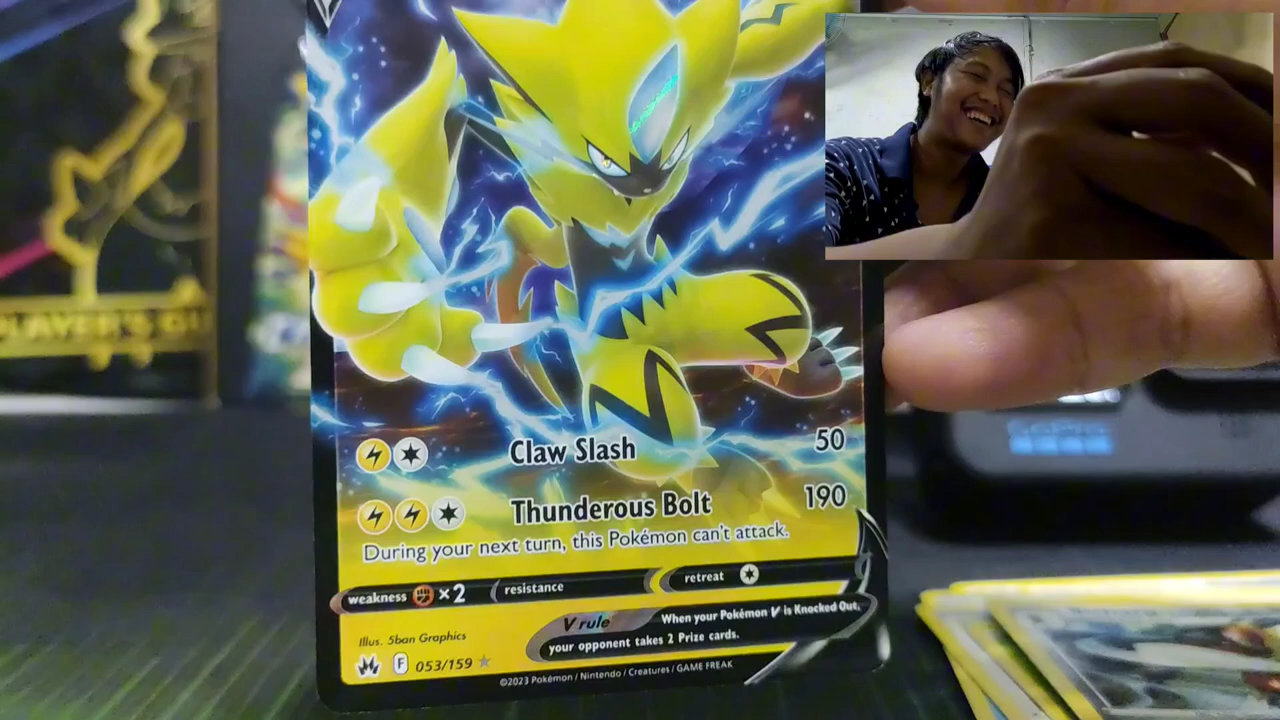 PLAYER'S GU
Claw Slash 50
Thunderous Bolt 190
During your next turn, this Pokémon can't attack.
weakness ×2 resistance retreat
V rule When your Pokémon V is Knocked Out,
your opponent takes 2 Prize cards.
Illus. 5ban Graphics
F 053/159
©2023 Pokémon / Nintendo / Creatures / GAME FREAK